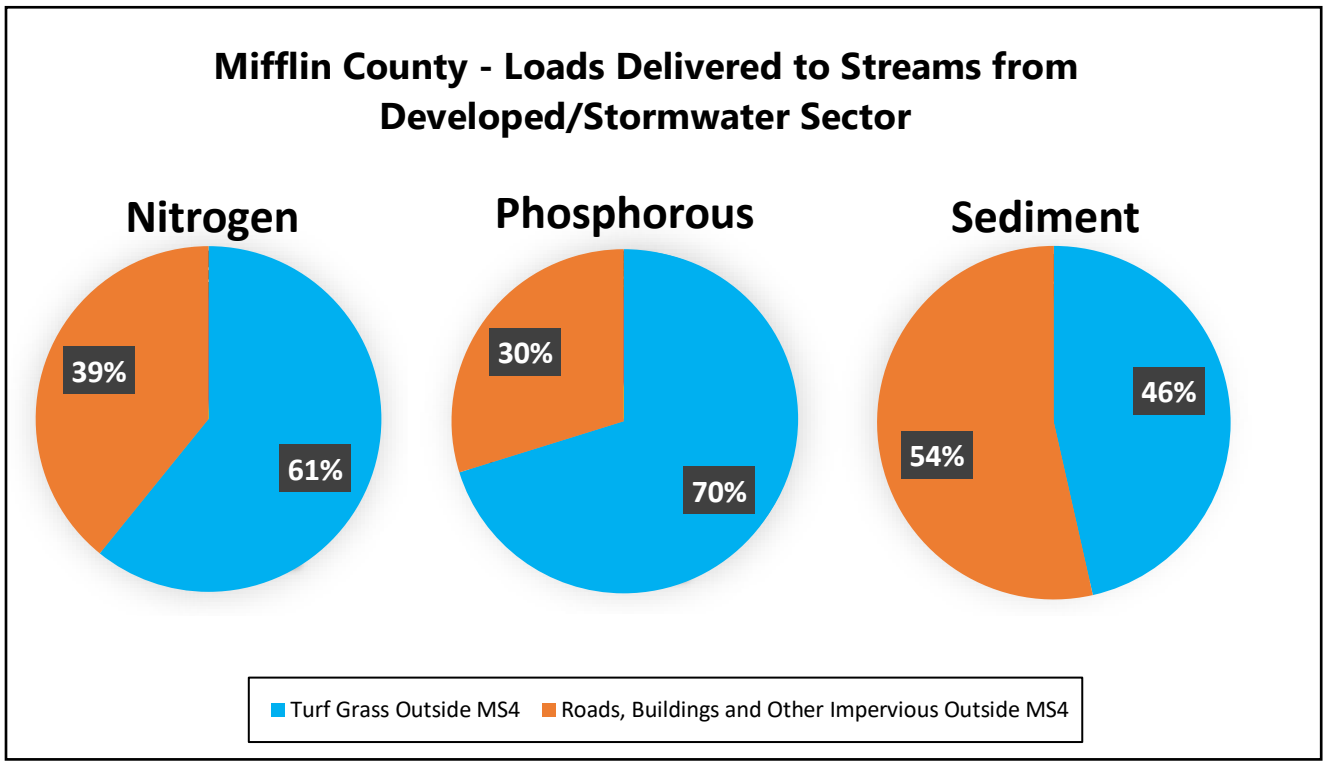 Mifflin County - Loads Delivered to Streams from
Developed/Stormwater Sector
Nitrogen
39%
61%
Phosphorous
30%
70%
Sediment
46%
54%
Turf Grass Outside MS4
Roads, Buildings and Other Impervious Outside MS4